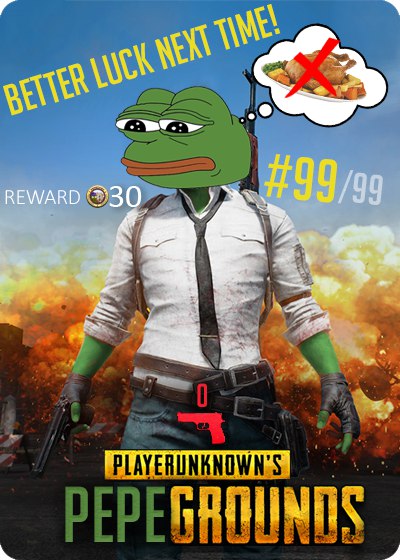 BETTER LUCK NEXT TIME!
#99/99
REWARD 30
0
PLAYERUNKNOWN'S
PEPEGROUNDS